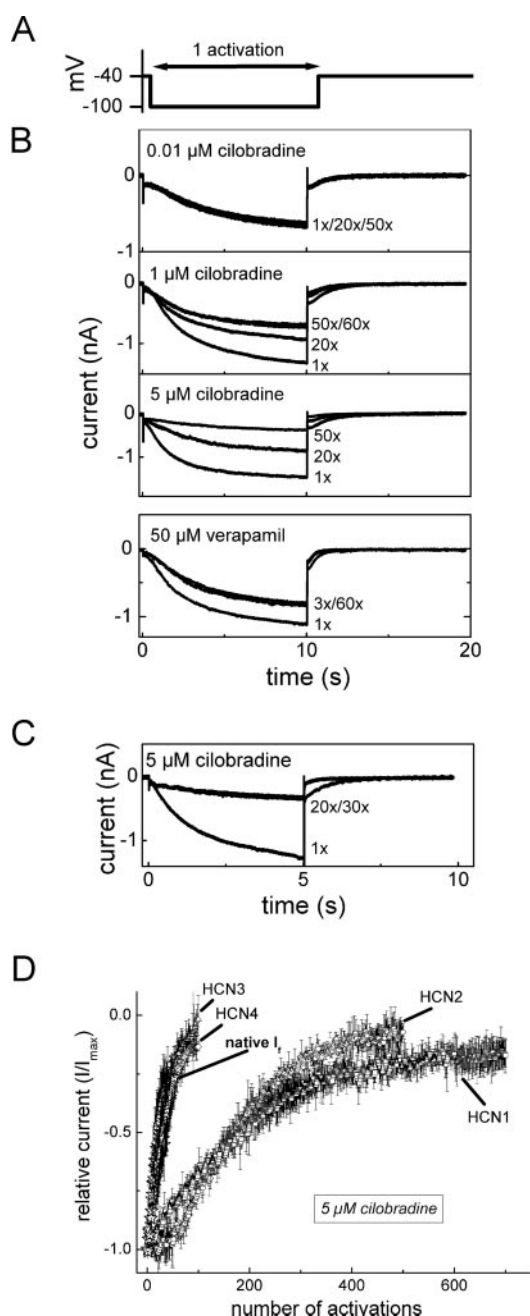 A
1 activation
mV
-40
-100
B
0.01 µM cilobradine
0
1x/20x/50x
-1
1 µM cilobradine
0
50x/60x
20x
-1
1x
current (nA)
5 µM cilobradine
0
50x
20x
-1
1x
50 µM verapamil
0
3x/60x
-1
1x
0
10
20
time (s)
C
current (nA)
5 µM cilobradine
0
20x/30x
-1
1x
0
5
10
time (s)
D
relative current (I/Imax)
0.0
HCN3
HCN4
native If
HCN2
-0.5
HCN1
5 µM cilobradine
-1.0
0
200
400
600
number of activations